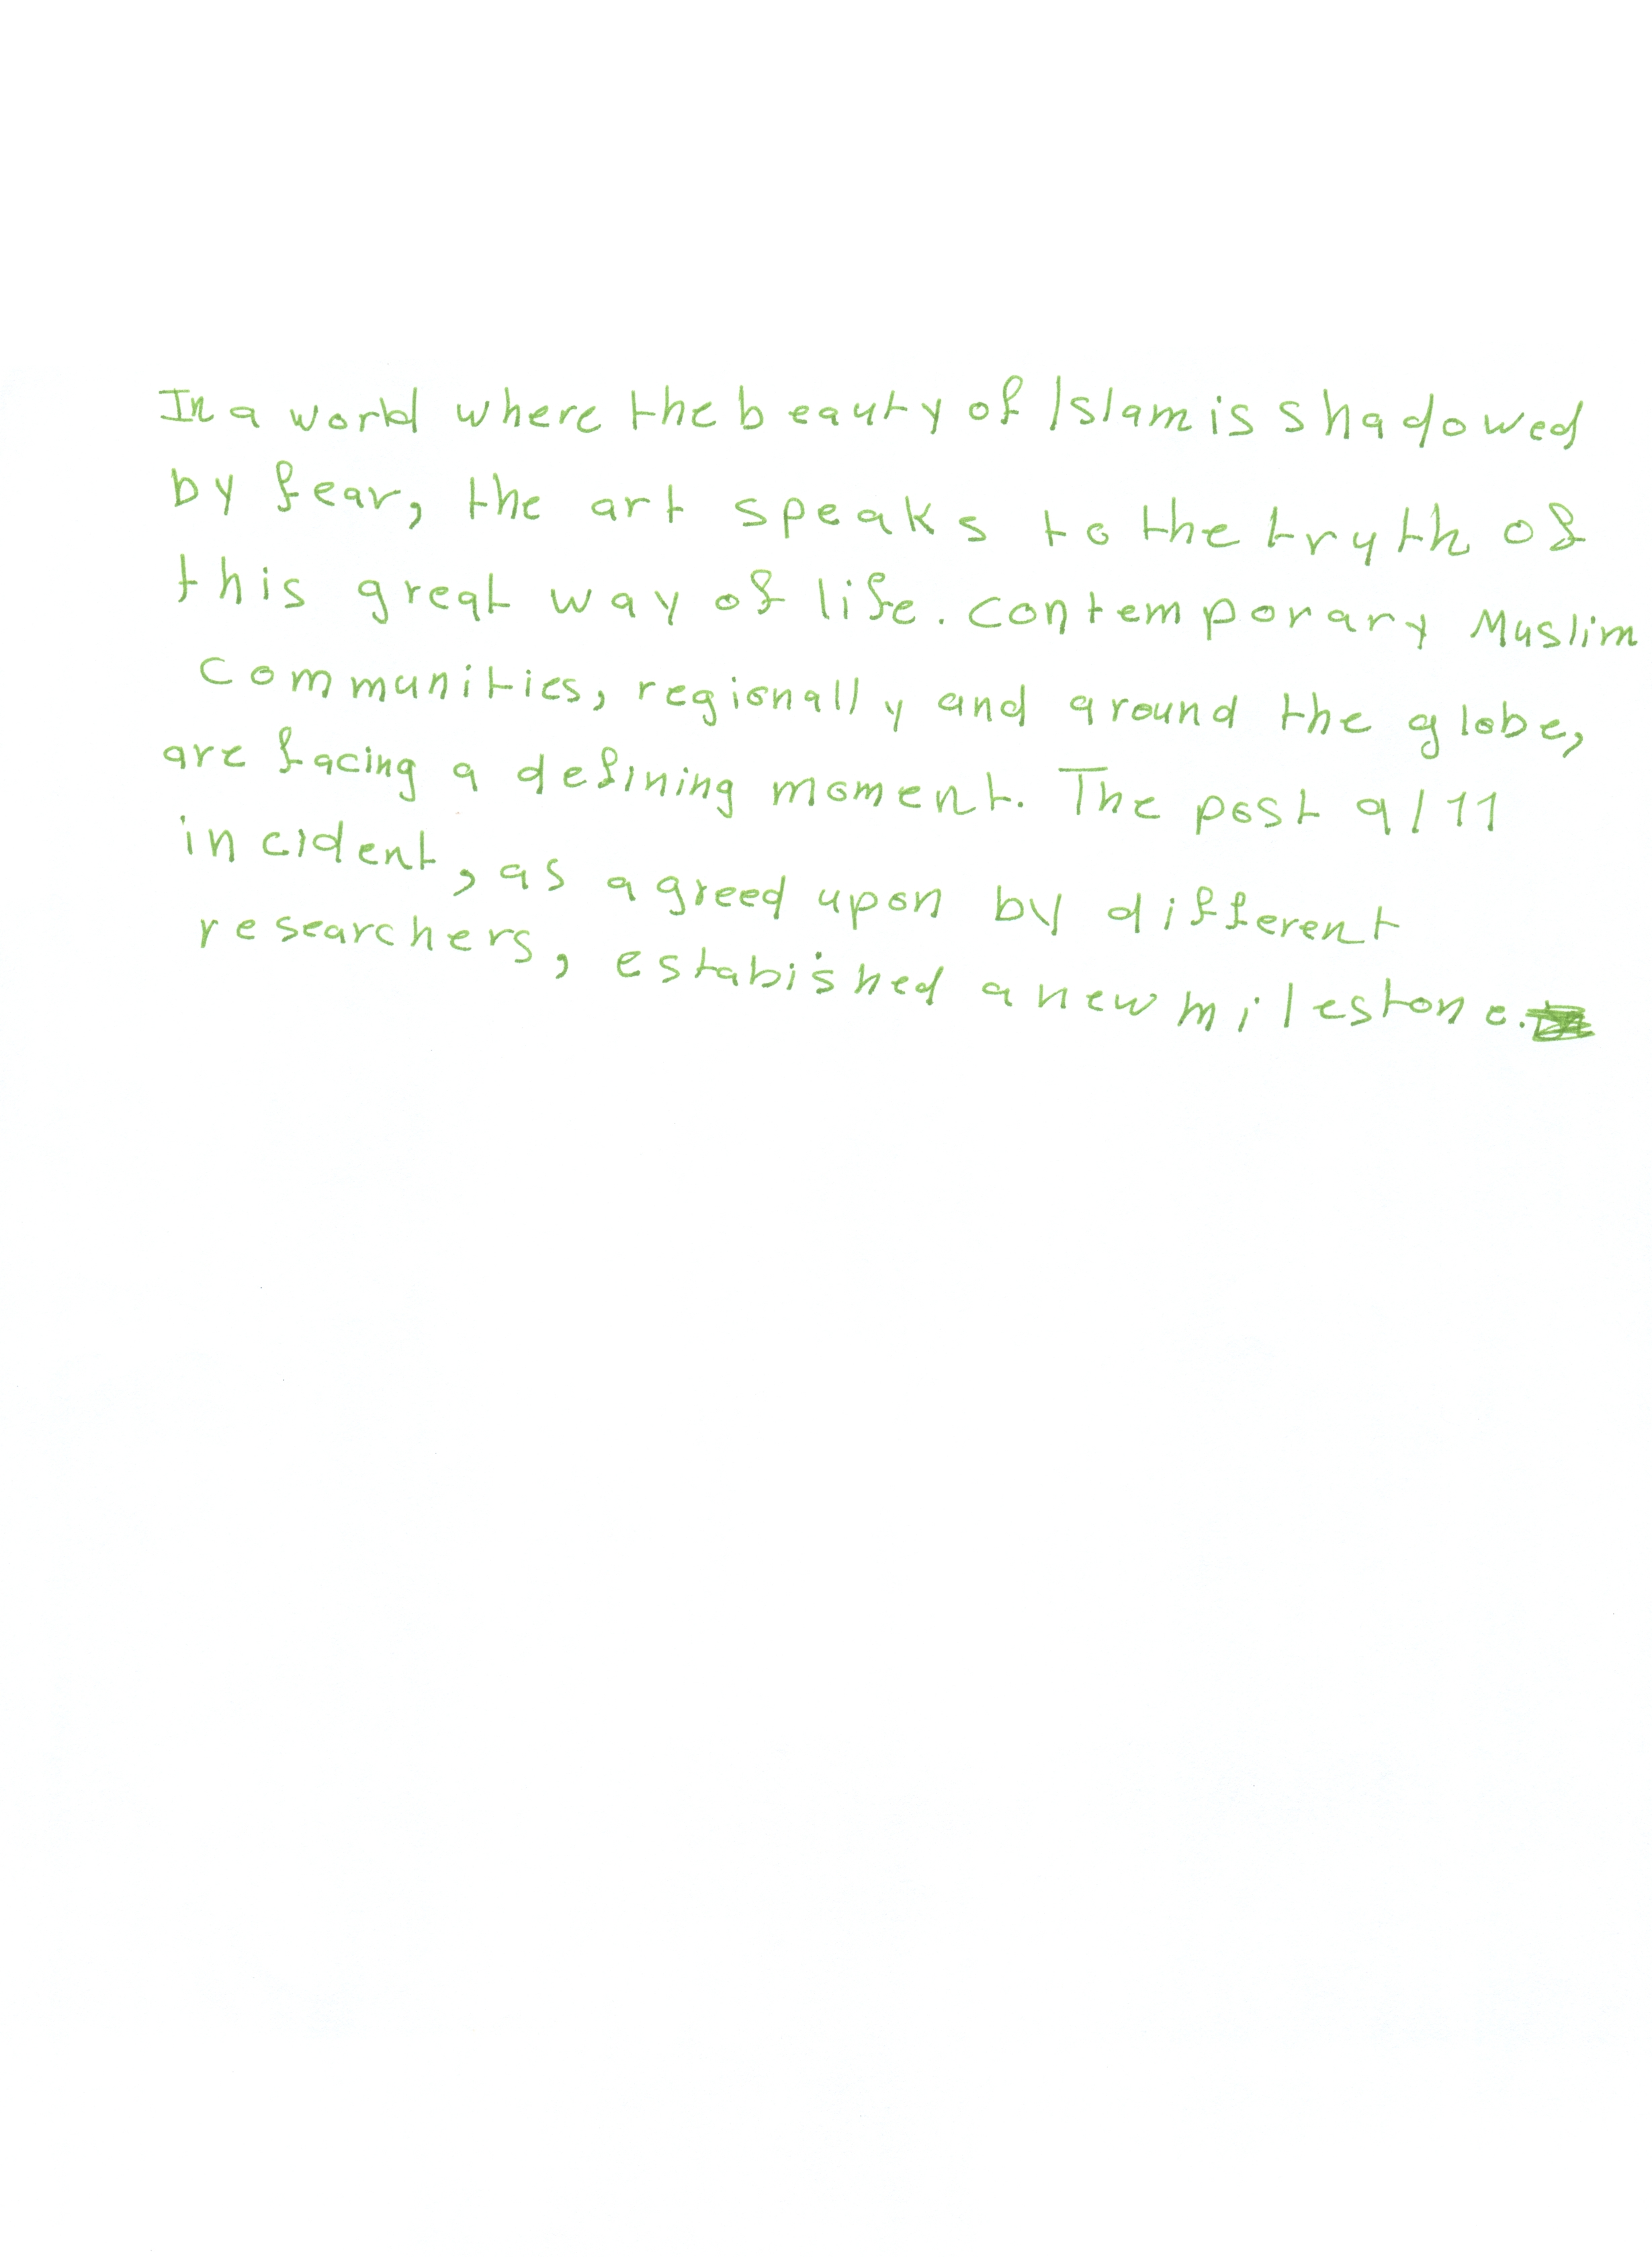 In a world where the beauty of Islam is shadowed
by fear, the art speaks to the truth of
this great way of life. Contemporary Muslim
Communities, regionally and around the globe,
are facing a defining moment. The post 9/11
incident, as agreed upon by different
researchers, estabished a new milestone.